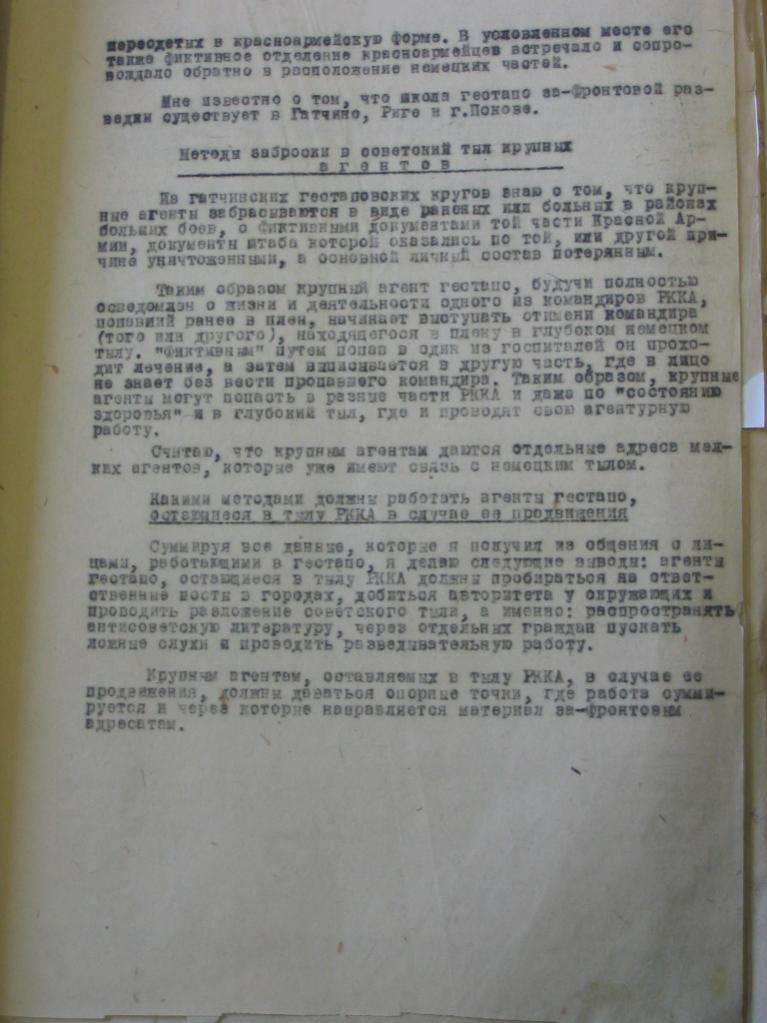 переодетых в красноармейскую форме. В условленном месте его
также фиктивное отделение красноармейцев встречало и сопро-
вождало обратно в расположение немецких частей.
Мне известно о том, что школа гестапо за-фронтовой раз-
ведки существует в Гатчине, Риге и г.Пскове.
Методы заброски в советский тыл крупных
агентов
Из гатчинских гестаповских кругов знаю о том, что круп-
ные агенты забрасываются в виде раненых или больных в районах
больших боев, с фиктивными документами той части Красной Ар-
мии, документы штаба которой оказались по той, или другой при-
чине уничтоженными, а основной личный состав потерянным.
Таким образом крупный агент гестапо, будучи полностью
осведомлен о жизни и деятельности одного из командиров РККА,
попавший ранее в плен, начинает выступать от имени командира
(того или другого), находящегося в плену в глубоком немецком
тылу. "Фиктивным" путем попав в один из госпиталей он прохо-
дит лечение, а затем вписывается в другую часть, где в лицо
не знает без вести пропавшего командира. Таким образом, крупные
агенты могут попасть в разные части РККА и даже по "состоянию
здоровья" и в глубокий тыл, где и проводят свою агентурную
работу.
Считаю, что крупным агентам даются отдельные адреса мел-
ких агентов, которые уже имеют связь с немецким тылом.
Какими методами должны работать агенты гестапо,
оставшиеся в тылу РККА в случае ее продвижения
Суммируя все данные, которые я получил из общения с ли-
цами, работающими в гестапо, я делаю следующие выводы: агенты
гестапо, остающиеся в тылу РККА должны пробираться на ответ-
ственные посты в городах, добиться авторитета у окружающих и
проводить разложение советского тыла, а именно: распространять
антисоветскую литературу, через отдельных граждан пускать
ложные слухи и проводить разведывательную работу.
Крупным агентам, оставляемых в тылу РККА, в случае ее
продвижения, должны даваться опорные точки, где работа сумми-
руется и через которые направляется материал за-фронтовым
адресатам.